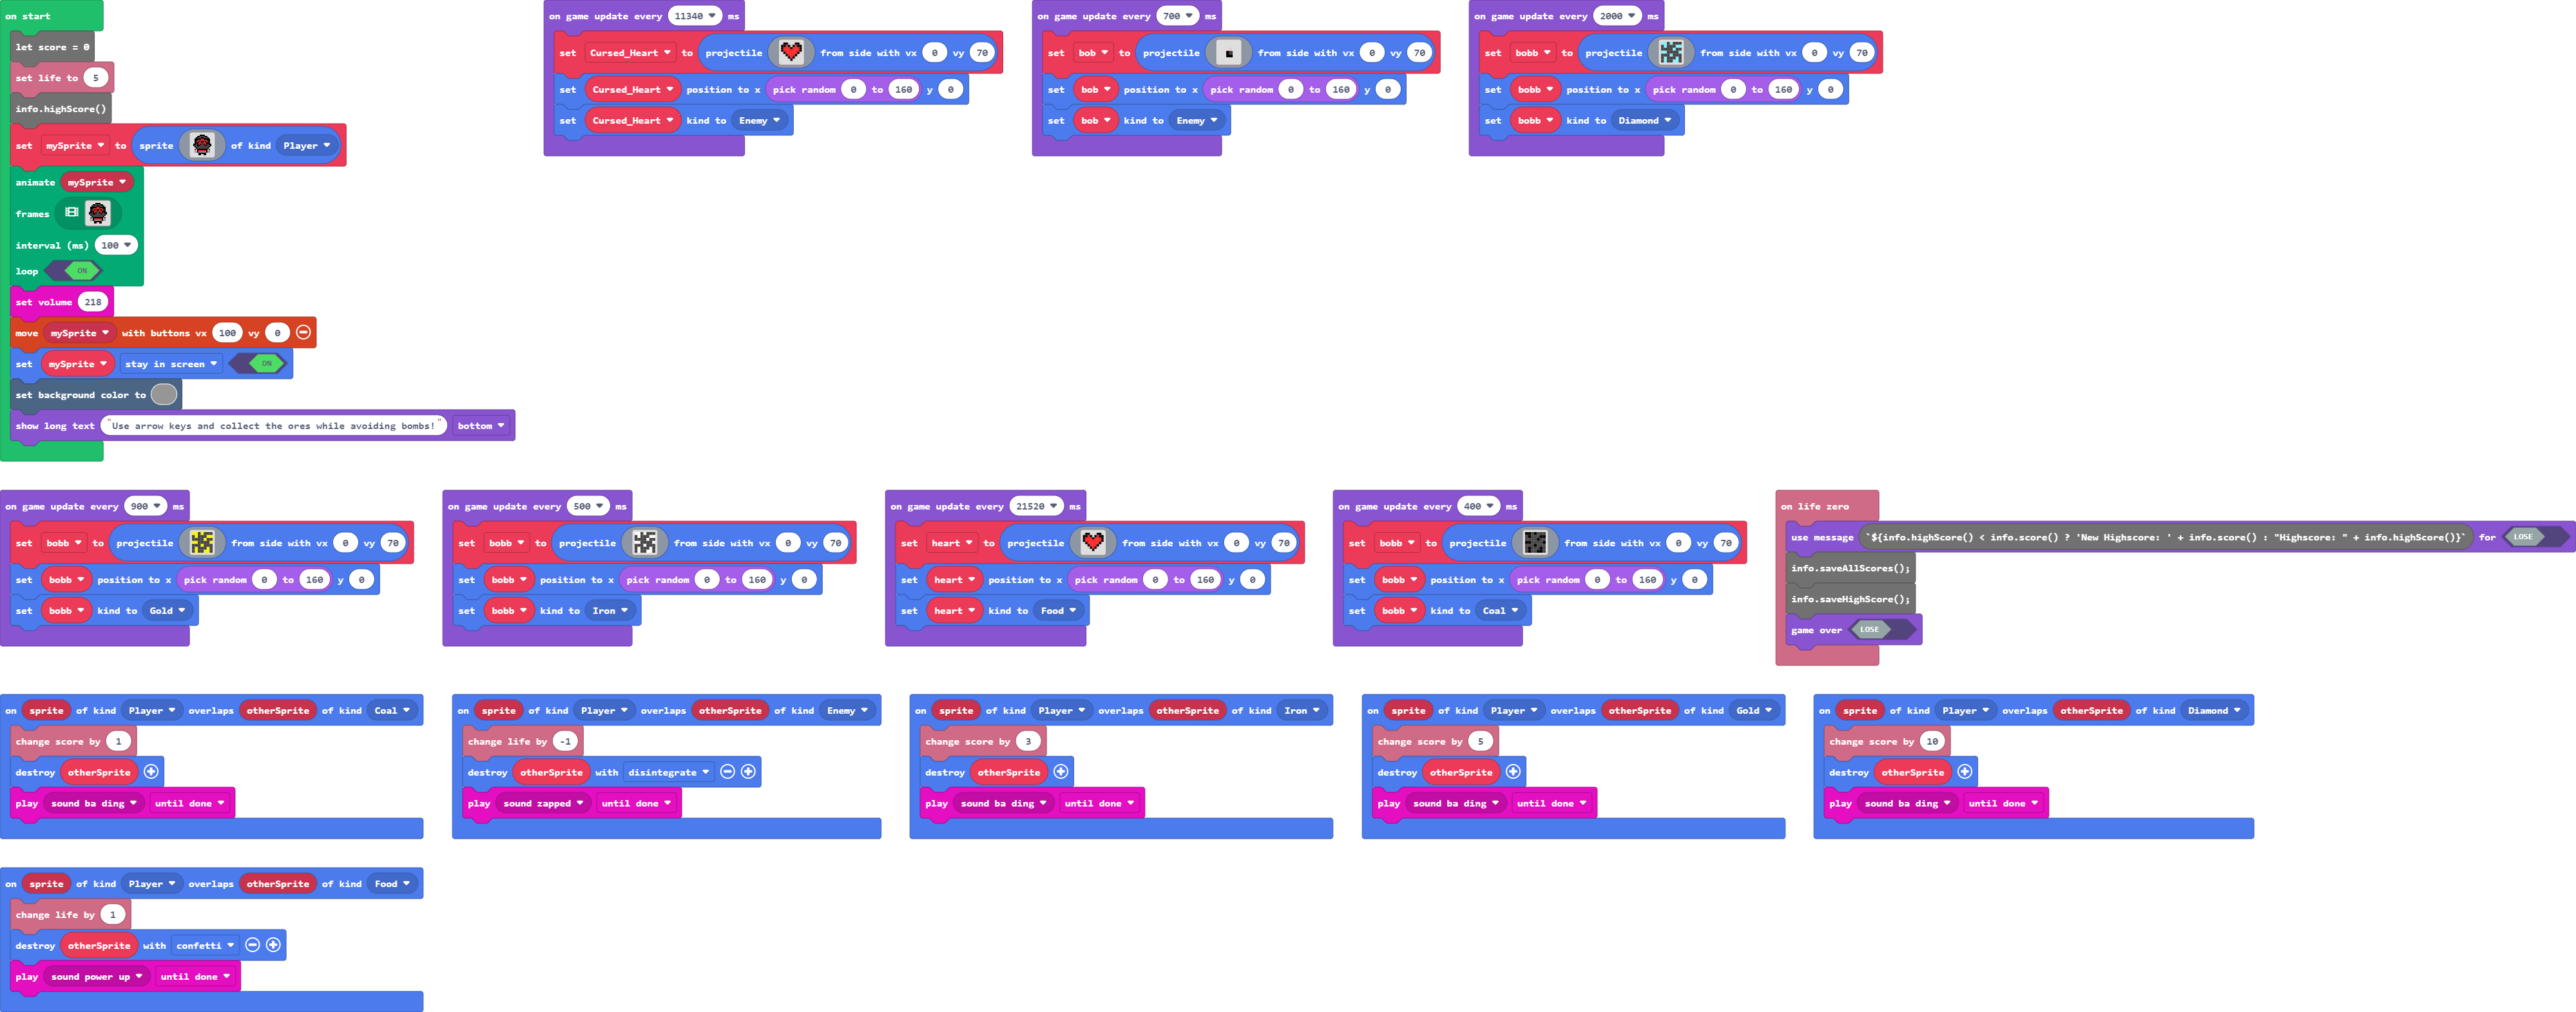 on start
let score = 0
set life to 5
info.highScore()
set mySprite to sprite of kind Player
animate mySprite
frames
interval (ms) 100
loop ON
set volume 218
move mySprite with buttons vx 100 vy 0
set mySprite stay in screen ON
set background color to
show long text "Use arrow keys and collect the ores while avoiding bombs!" bottom
on game update every 11340 ms
set Cursed_Heart to projectile from side with vx 0 vy 70
set Cursed_Heart position to x pick random 0 to 160 y 0
set Cursed_Heart kind to Enemy
on game update every 700 ms
set bob to projectile from side with vx 0 vy 70
set bob position to x pick random 0 to 160 y 0
set bob kind to Enemy
on game update every 2000 ms
set bobb to projectile from side with vx 0 vy 70
set bobb position to x pick random 0 to 160 y 0
set bobb kind to Diamond
on game update every 900 ms
set bobb to projectile from side with vx 0 vy 70
set bobb position to x pick random 0 to 160 y 0
set bobb kind to Gold
on game update every 500 ms
set bobb to projectile from side with vx 0 vy 70
set bobb position to x pick random 0 to 160 y 0
set bobb kind to Iron
on game update every 21520 ms
set heart to projectile from side with vx 0 vy 70
set heart position to x pick random 0 to 160 y 0
set heart kind to Food
on game update every 400 ms
set bobb to projectile from side with vx 0 vy 70
set bobb position to x pick random 0 to 160 y 0
set bobb kind to Coal
on life zero
use message `${info.highScore() < info.score() ? 'New Highscore: ' + info.score() : "Highscore: " + info.highScore()}` for LOSE
info.saveAllScores();
info.saveHighScore();
game over LOSE
on sprite of kind Player overlaps otherSprite of kind Coal
change score by 1
destroy otherSprite
play sound ba ding until done
on sprite of kind Player overlaps otherSprite of kind Enemy
change life by -1
destroy otherSprite with disintegrate
play sound zapped until done
on sprite of kind Player overlaps otherSprite of kind Iron
change score by 3
destroy otherSprite
play sound ba ding until done
on sprite of kind Player overlaps otherSprite of kind Gold
change score by 5
destroy otherSprite
play sound ba ding until done
on sprite of kind Player overlaps otherSprite of kind Diamond
change score by 10
destroy otherSprite
play sound ba ding until done
on sprite of kind Player overlaps otherSprite of kind Food
change life by 1
destroy otherSprite with confetti
play sound power up until done